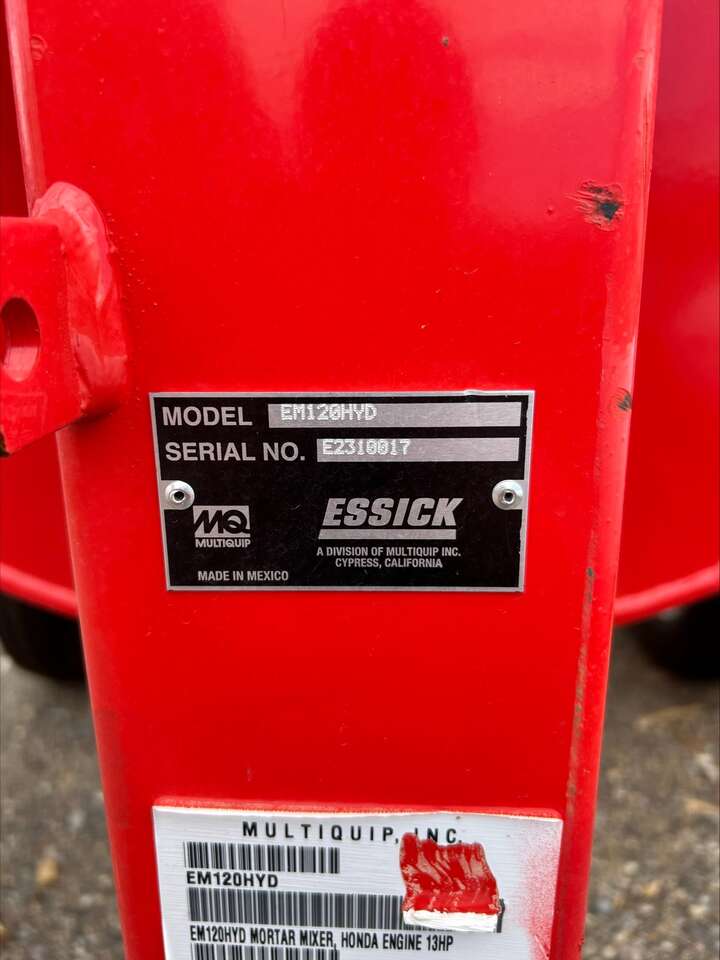 MODEL EM120HYD
SERIAL NO. E2310017
MQ
MULTIQUIP
ESSICK
A DIVISION OF MULTIQUIP INC.
CYPRESS, CALIFORNIA
MADE IN MEXICO
MULTIQUIP, INC.
EM120HYD
EM120HYD MORTAR MIXER, HONDA ENGINE 13HP